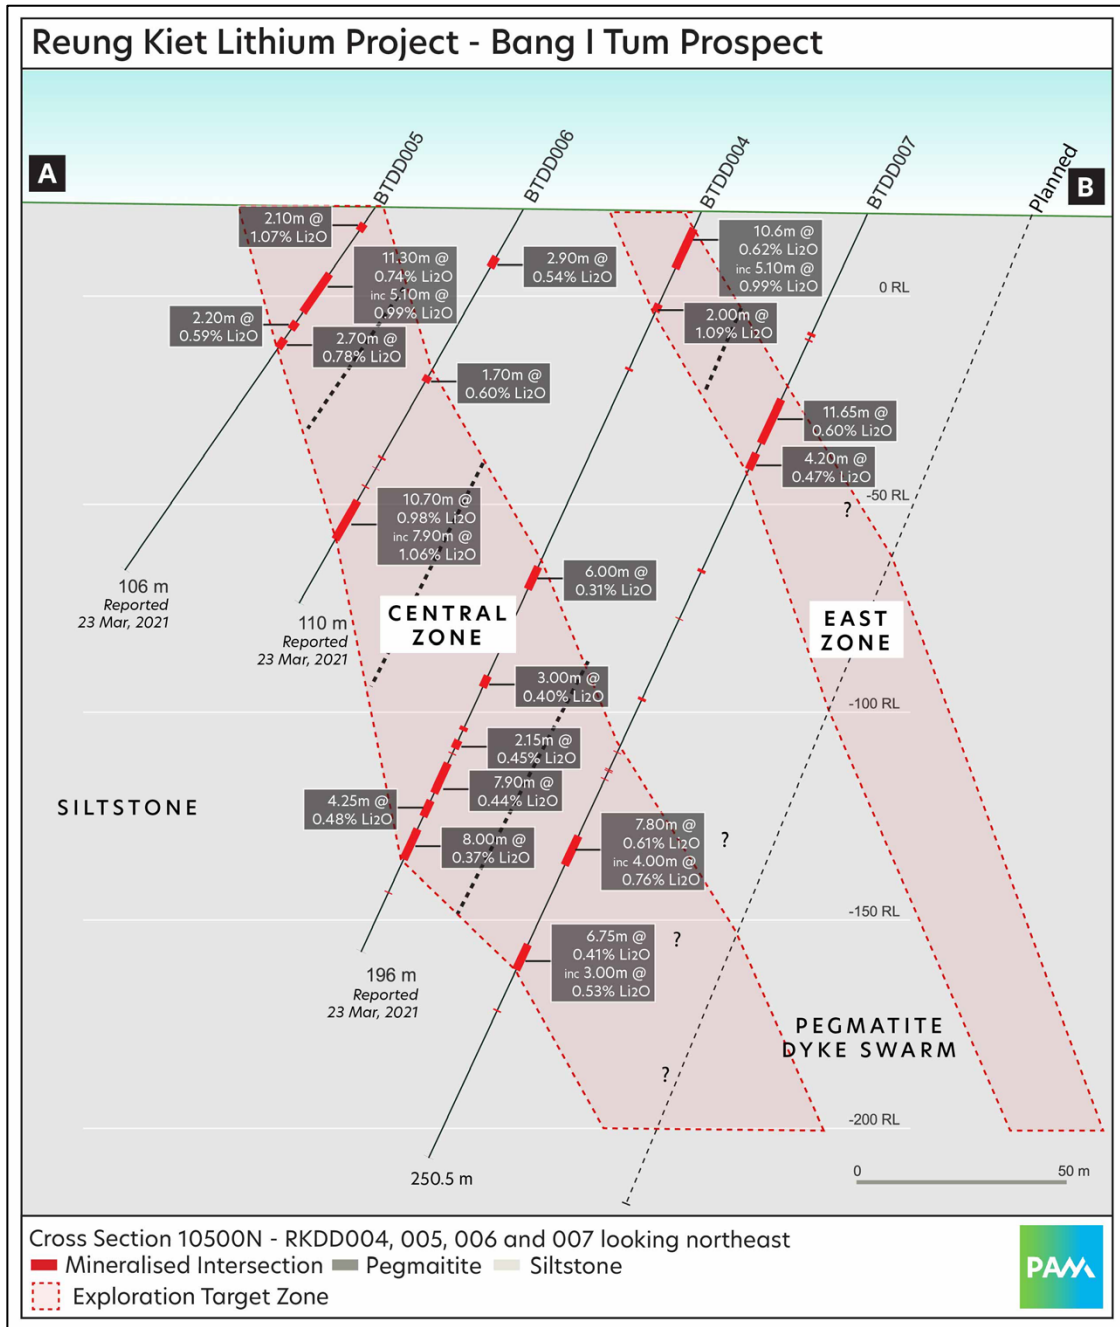 Reung Kiet Lithium Project - Bang I Tum Prospect
A
BTDD005
BTDD006
BTDD004
BTDD007
Planned
B
2.10m @
1.07% Li2O
11.30m @
0.74% Li2O
inc 5.10m @
0.99% Li2O
2.20m @
0.59% Li2O
2.70m @
0.78% Li2O
2.90m @
0.54% Li2O
10.6m @
0.62% Li2O
inc 5.10m @
0.99% Li2O
0 RL
2.00m @
1.09% Li2O
1.70m @
0.60% Li2O
11.65m @
0.60% Li2O
4.20m @
0.47% Li2O
-50 RL
?
10.70m @
0.98% Li2O
inc 7.90m @
1.06% Li2O
106 m
Reported
23 Mar, 2021
6.00m @
0.31% Li2O
110 m
Reported
23 Mar, 2021
CENTRAL
ZONE
EAST
ZONE
3.00m @
0.40% Li2O
-100 RL
2.15m @
0.45% Li2O
7.90m @
0.44% Li2O
SILTSTONE
4.25m @
0.48% Li2O
8.00m @
0.37% Li2O
7.80m @
0.61% Li2O
inc 4.00m @
0.76% Li2O
?
-150 RL
6.75m @
0.41% Li2O
inc 3.00m @
0.53% Li2O
?
196 m
Reported
23 Mar, 2021
PEGMATITE
DYKE SWARM
?
-200 RL
250.5 m
0 50 m
Cross Section 10500N - RKDD004, 005, 006 and 007 looking northeast
Mineralised Intersection Pegmaitite Siltstone
Exploration Target Zone
PAM